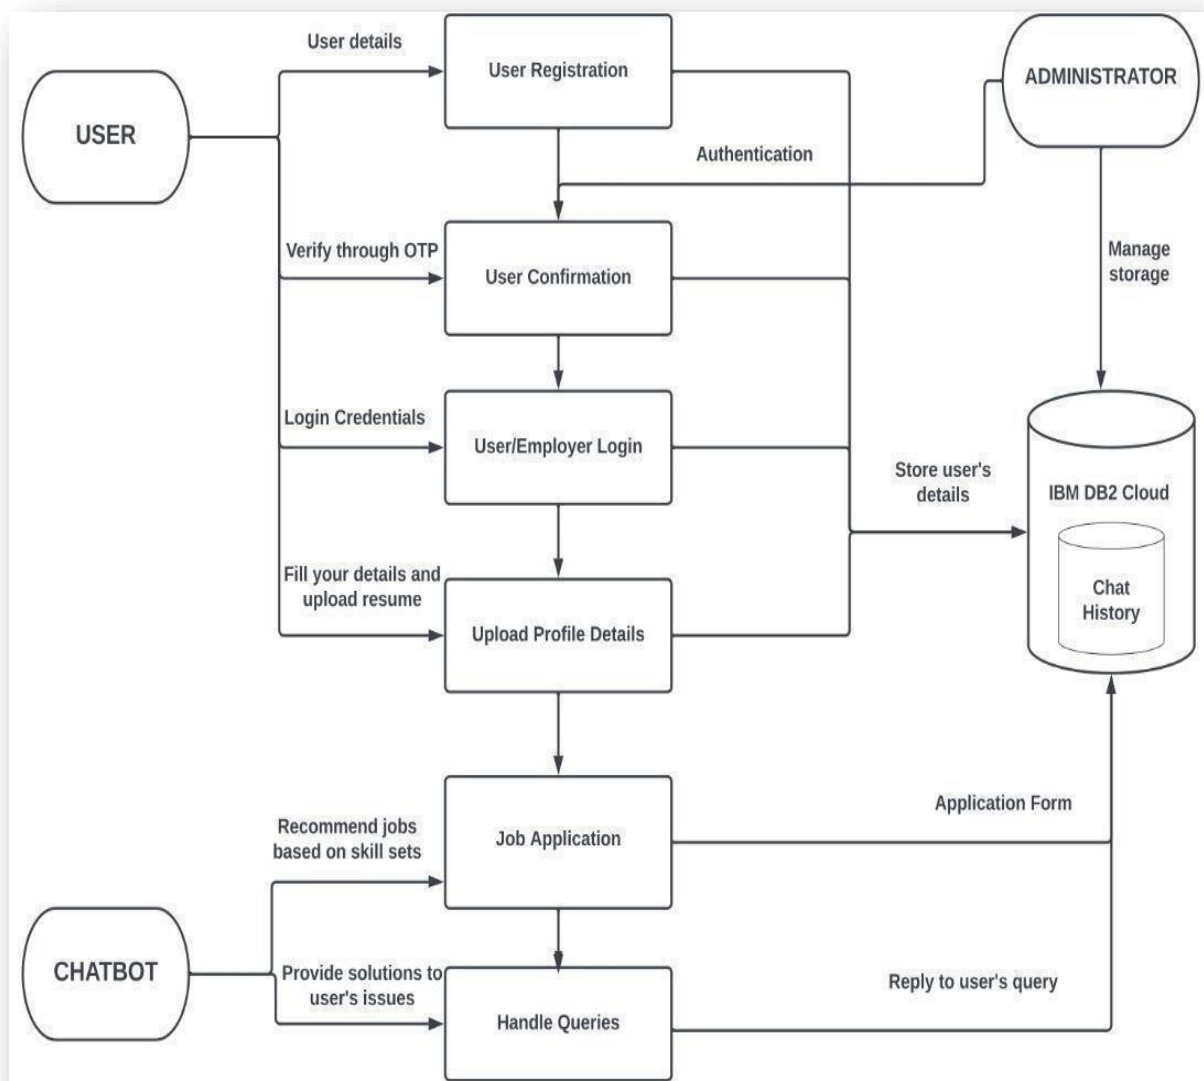 User details
User Registration
ADMINISTRATOR
USER
Authentication
Verify through OTP
User Confirmation
Manage
storage
Login Credentials
User/Employer Login
Store user's
details
IBM DB2 Cloud
Fill your details and
upload resume
Upload Profile Details
Chat
History
Recommend jobs
based on skill sets
Job Application
Application Form
CHATBOT
Provide solutions to
user's issues
Handle Queries
Reply to user's query